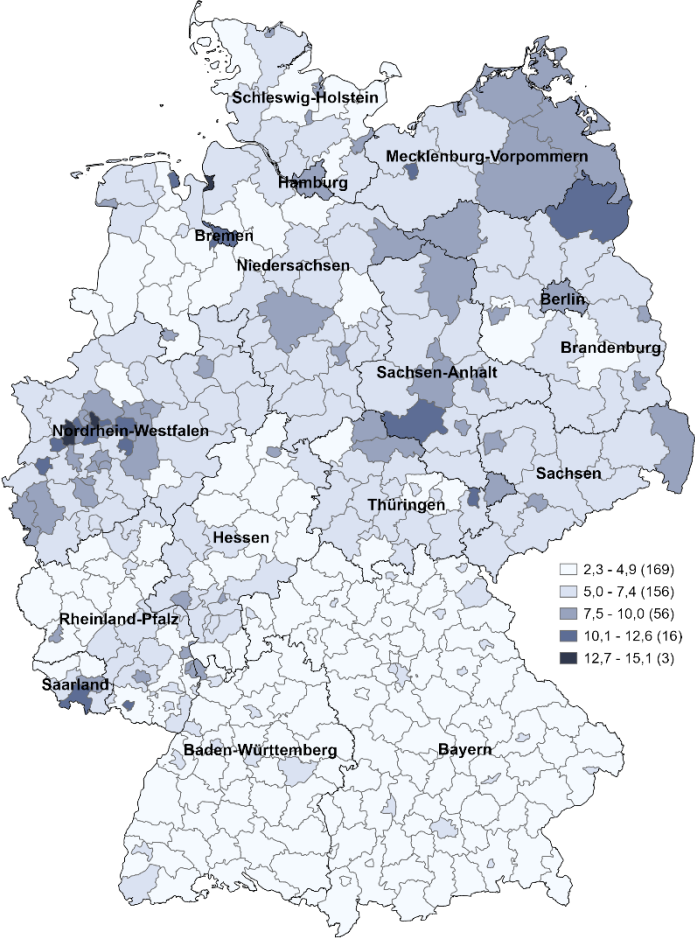 Schleswig-Holstein
Mecklenburg-Vorpommern
Hamburg
Bremen
Niedersachsen
Berlin
Brandenburg
Sachsen-Anhalt
Nordrhein-Westfalen
Sachsen
Thüringen
Hessen
2,3 - 4,9 (169)
5,0 - 7,4 (156)
7,5 - 10,0 (56)
10,1 - 12,6 (16)
12,7 - 15,1 (3)
Rheinland-Pfalz
Saarland
Baden-Württemberg
Bayern